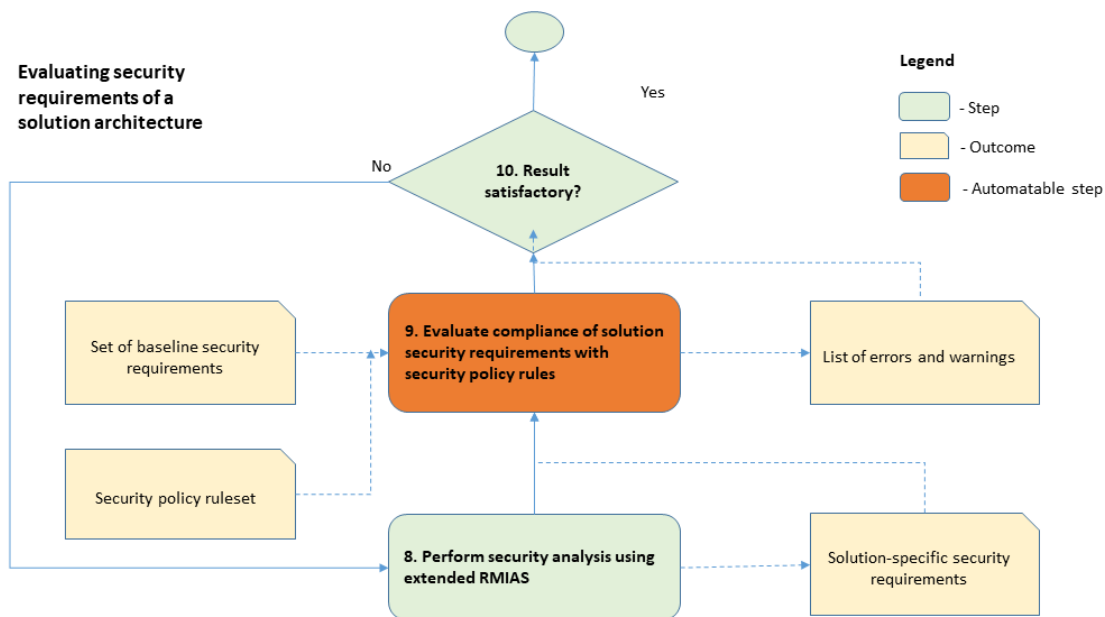 Evaluating security
requirements of a
solution architecture
Legend
- Step
- Outcome
- Automatable step
Yes
No
10. Result
satisfactory?
Set of baseline security
requirements
9. Evaluate compliance of solution
security requirements with
security policy rules
List of errors and warnings
Security policy ruleset
8. Perform security analysis using
extended RMIAS
Solution-specific security
requirements